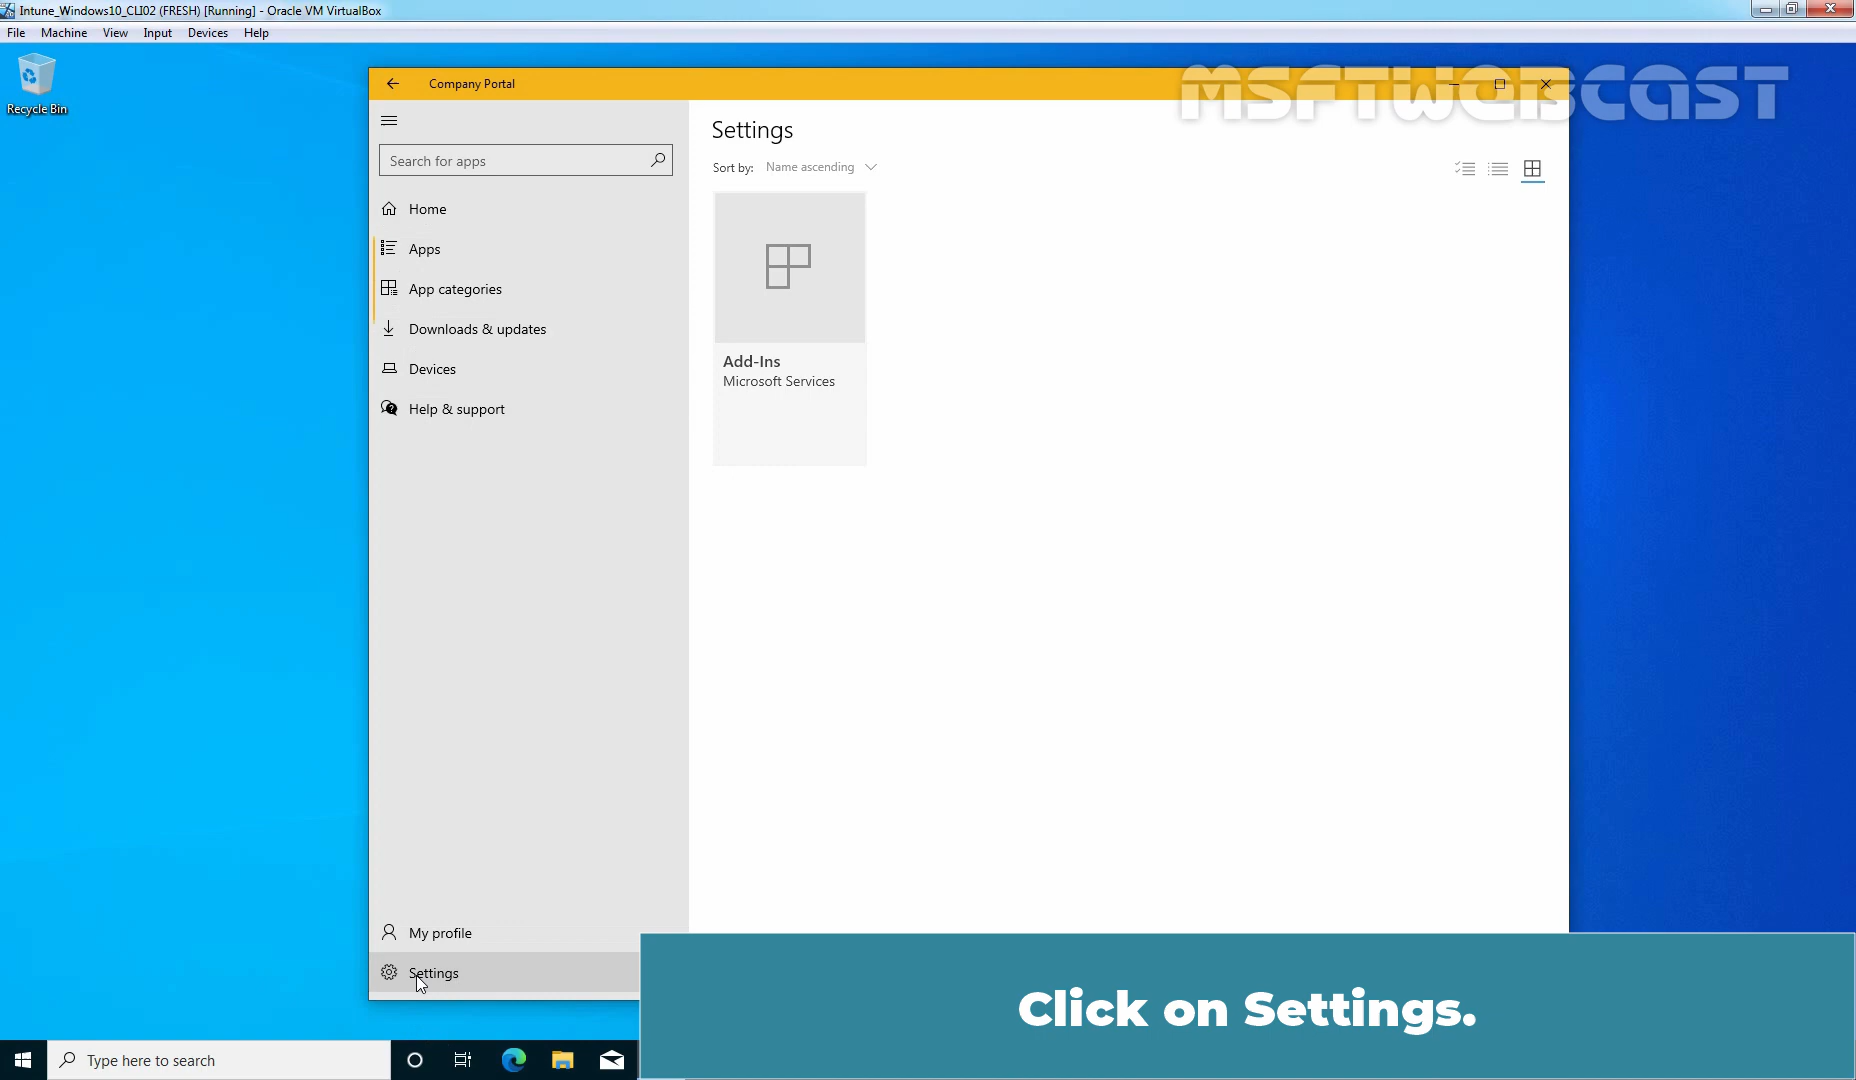 Intune_Windows10_CLI02 (FRESH) [Running] - Oracle VM VirtualBox
File Machine View Input Devices Help
Recycle Bin
Company Portal
MSFTWEBCAST
Search for apps
Home
Apps
App categories
Downloads & updates
Devices
Help & support
My profile
Settings
Settings
Sort by: Name ascending
Add-Ins
Microsoft Services
Click on Settings.
Type here to search